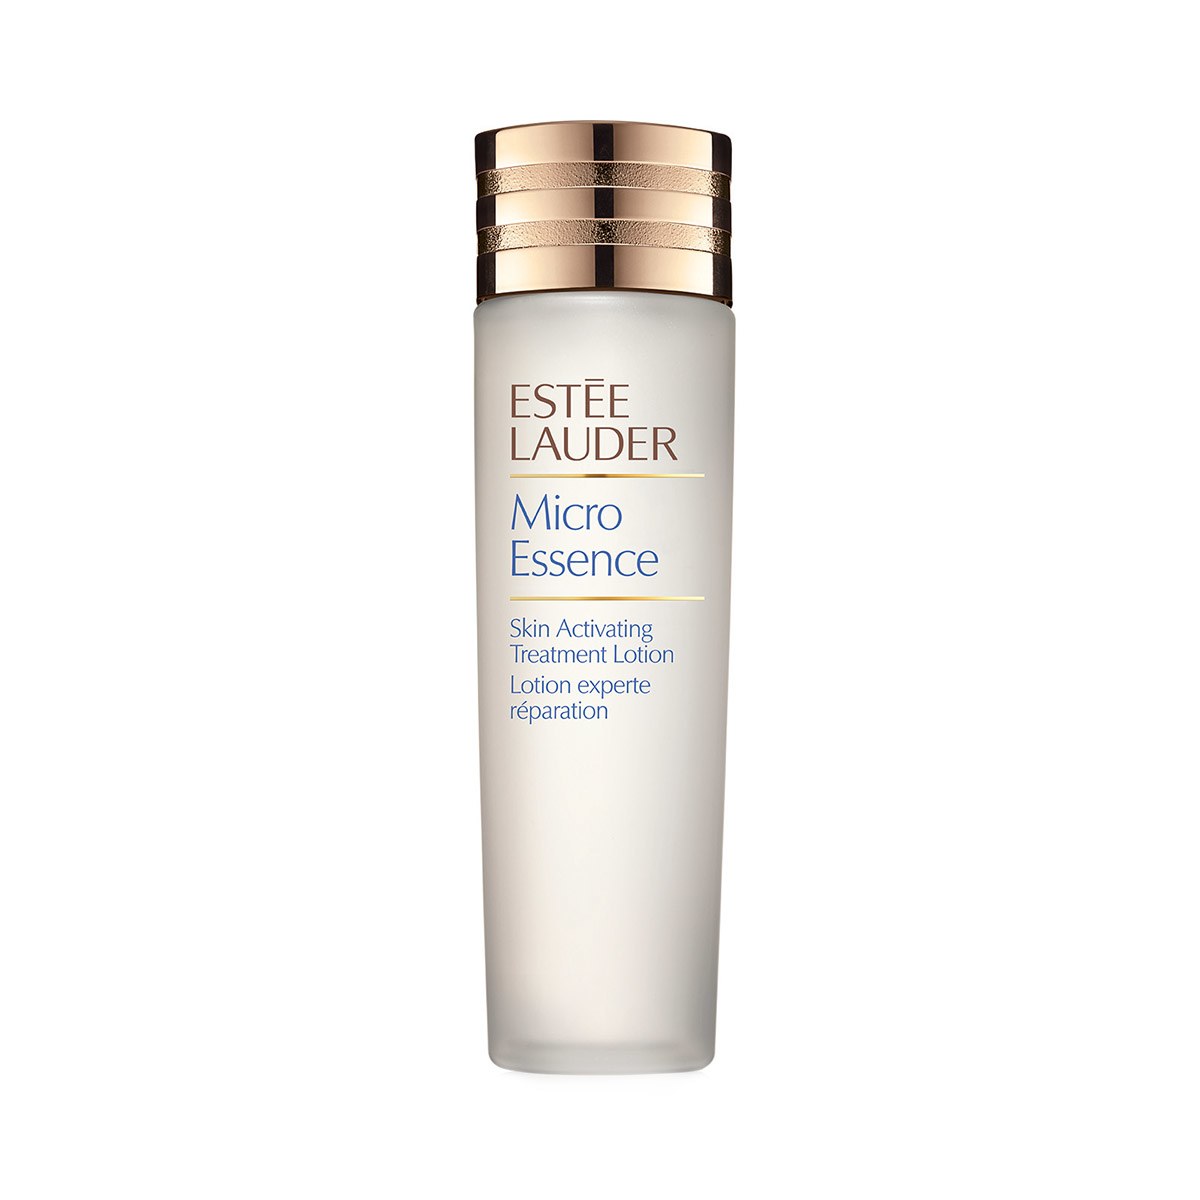 ESTĒE
LAUDER
Micro
Essence
Skin Activating
Treatment Lotion
Lotion experte
réparation